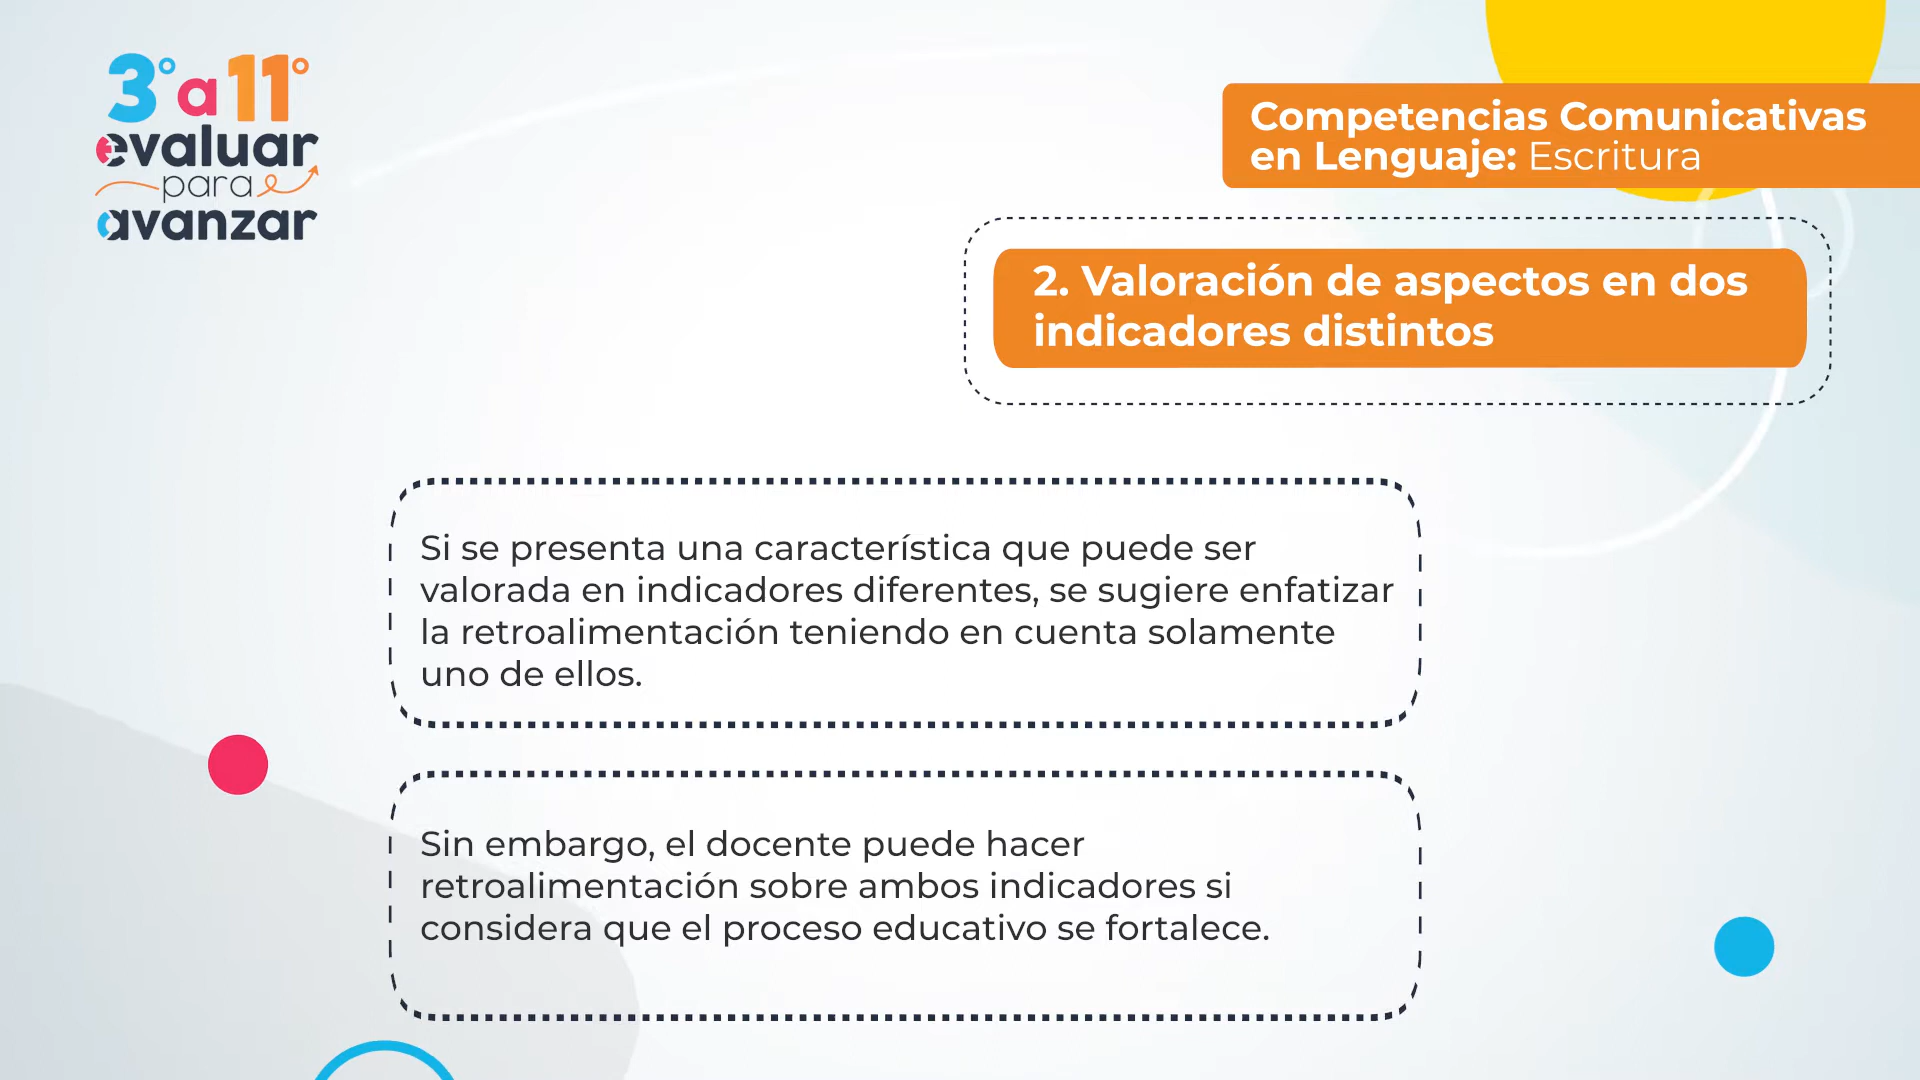 3° a 11°
evaluar
para
avanzar
Competencias Comunicativas
en Lenguaje: Escritura
2. Valoración de aspectos en dos
indicadores distintos
Si se presenta una característica que puede ser
valorada en indicadores diferentes, se sugiere enfatizar
la retroalimentación teniendo en cuenta solamente
uno de ellos.
Sin embargo, el docente puede hacer
retroalimentación sobre ambos indicadores si
considera que el proceso educativo se fortalece.